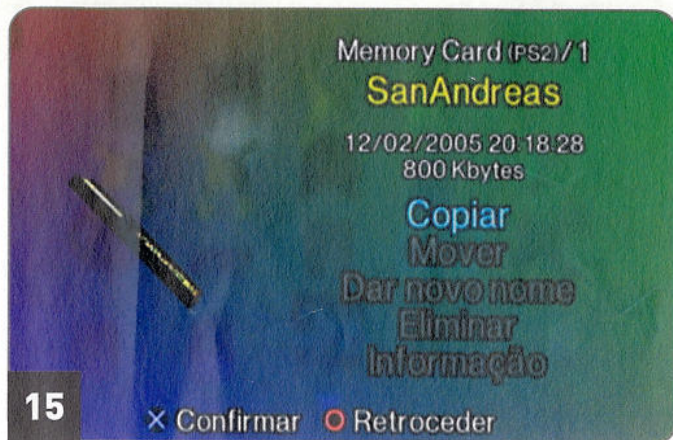 Memory Card (PS2)/1
SanAndreas
12/02/2005 20:18:28
800 Kbytes
Copiar
Mover
Dar novo nome
Eliminar
Informação
15
× Confirmar O Retroceder